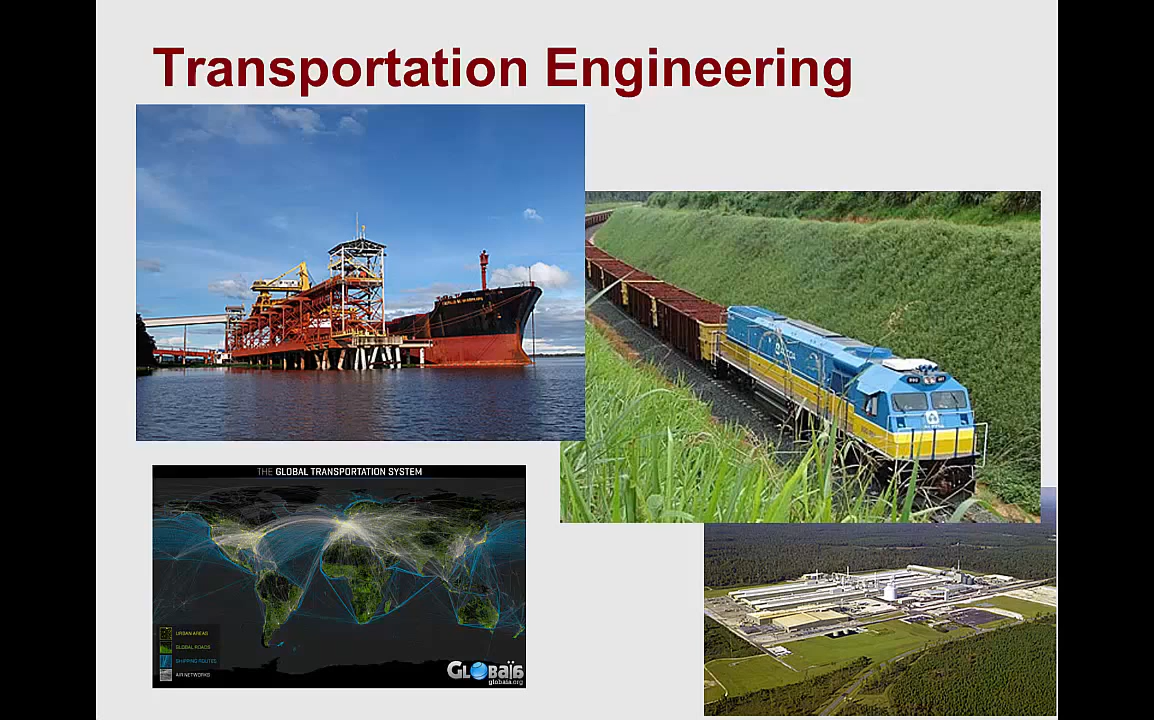 Transportation Engineering
THE GLOBAL TRANSPORTATION SYSTEM
URBAN AREAS
GLOBAL ROADS
SHIPPING ROUTES
AIR NETWORKS
GLOBAÏA
globaia.org